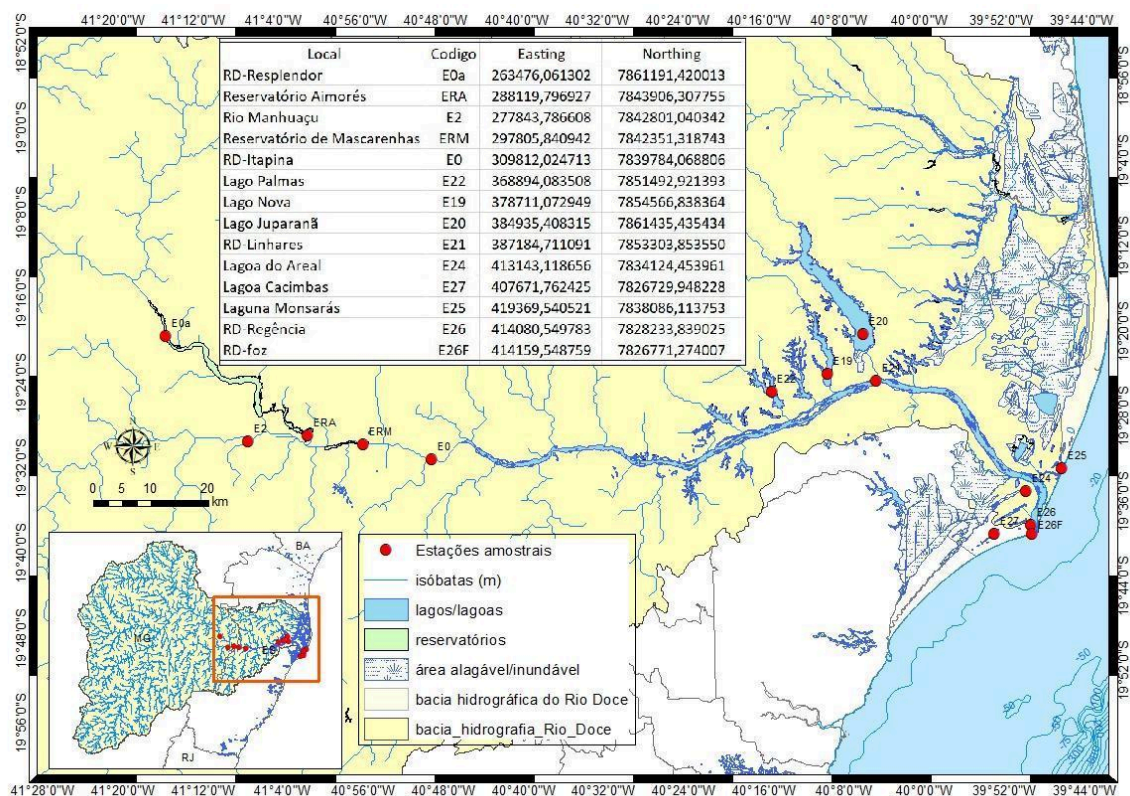 41°20'0"W 41°12'0"W 41°4'0"W 40°56'0"W 40°48'0"W 40°40'0"W 40°32'0"W 40°24'0"W 40°16'0"W 40°8'0"W 40°0'0"W 39°52'0"W 39°44'0"W
18°52'0"S
19°0'0"S
19°8'0"S
19°16'0"S
19°24'0"S
19°32'0"S
19°40'0"S
19°48'0"S
19°56'0"S
Local Codigo Easting Northing
RD-Resplendor E0a 263476,061302 7861191,420013
Reservatório Aimorés ERA 288119,796927 7843906,307755
Rio Manhuaçu E2 277843,786608 7842801,040342
Reservatório de Mascarenhas ERM 297805,840942 7842351,318743
RD-Itapina E0 309812,024713 7839784,068806
Lago Palmas E22 368894,083508 7851492,921393
Lago Nova E19 378711,072949 7854566,838364
Lago Juparanã E20 384935,408315 7861435,435434
RD-Linhares E21 387184,711091 7853303,853550
Lagoa do Areal E24 413143,118656 7834124,453961
Lagoa Cacimbas E27 407671,762425 7826729,948228
Laguna Monsarás E25 419369,540521 7838086,113753
RD-Regência E26 414080,549783 7828233,839025
RD-foz E26F 414159,548759 7826771,274007
E0a
E20
E19
E22
E21
E2
ERA
ERM
E0
E25
E24
E26
E27
E26F
W
S
0 5 10 20
km
BA
MG
ES
RJ
Estações amostrais
isóbatas (m)
lagos/lagoas
reservatórios
área alagável/inundável
bacia hidrográfica do Rio Doce
bacia_hidrografia_Rio_Doce
-50
18°56'0"S
19°4'0"S
19°12'0"S
19°20'0"S
19°28'0"S
19°36'0"S
19°44'0"S
19°52'0"S
41°28'0"W 41°20'0"W 41°12'0"W 41°4'0"W 40°56'0"W 40°48'0"W 40°40'0"W 40°32'0"W 40°24'0"W 40°16'0"W 40°8'0"W 40°0'0"W 39°52'0"W 39°44'0"W